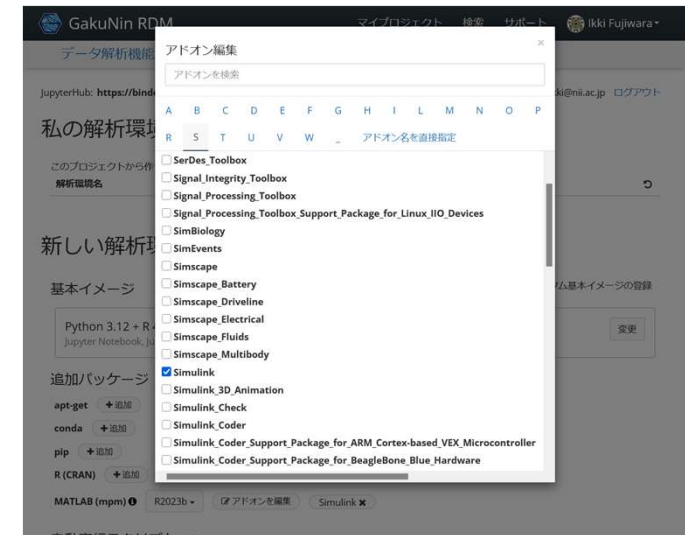 GakuNin RDM マイプロジェクト 検索 サポート Ikki Fujiwara
データ解析機能
アドオン編集 ×
アドオンを検索
JupyterHub: https://binde ki@nii.ac.jp ログアウト
A B C D E F G H I L M N O P
R S T U V W _ アドオン名を直接指定
私の解析環境
このプロジェクトから作
解析環境名
SerDes_Toolbox
Signal_Integrity_Toolbox
Signal_Processing_Toolbox
Signal_Processing_Toolbox_Support_Package_for_Linux_IIO_Devices
SimBiology
SimEvents
Simscape
Simscape_Battery
Simscape_Driveline
Simscape_Electrical
Simscape_Fluids
Simscape_Multibody
Simulink
Simulink_3D_Animation
Simulink_Check
Simulink_Coder
Simulink_Coder_Support_Package_for_ARM_Cortex-based_VEX_Microcontroller
Simulink_Coder_Support_Package_for_BeagleBone_Blue_Hardware
新しい解析環
基本イメージ ム基本イメージの登録
Python 3.12 + R 変更
Jupyter Notebook, Ju
追加パッケージ
apt-get +追加
conda +追加
pip +追加
R (CRAN) +追加
MATLAB (mpm) R2023b アドオンを編集 Simulink ×